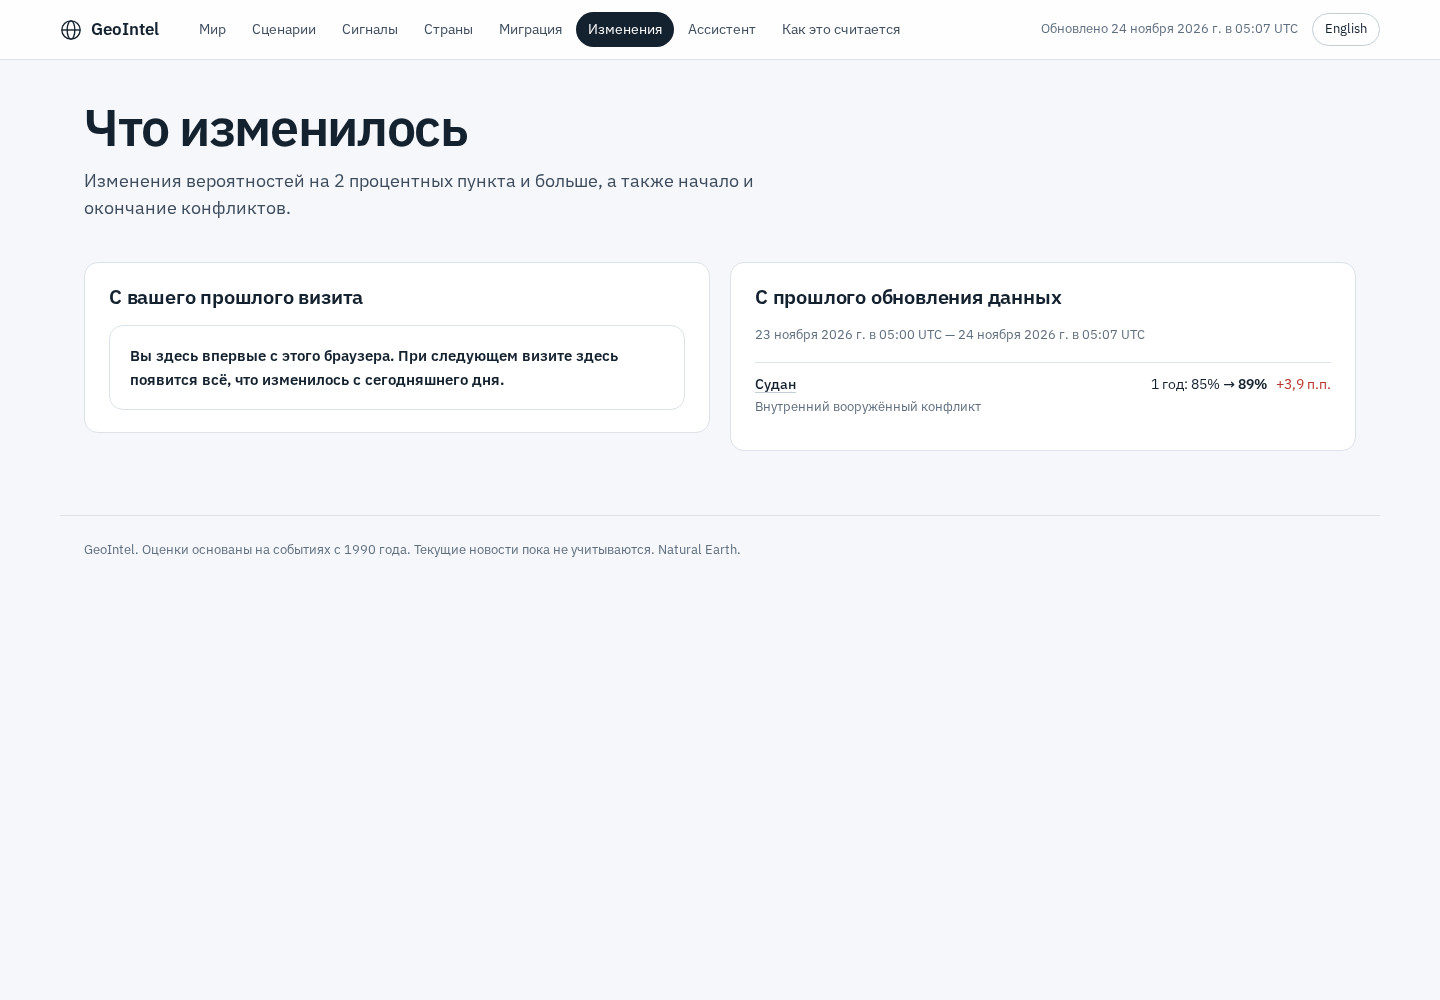 GeoIntel
Мир
Сценарии
Сигналы
Страны
Миграция
Изменения
Ассистент
Как это считается
Обновлено 24 ноября 2026 г. в 05:07 UTC
English
Что изменилось
Изменения вероятностей на 2 процентных пункта и больше, а также начало и
окончание конфликтов.
С вашего прошлого визита
Вы здесь впервые с этого браузера. При следующем визите здесь
появится всё, что изменилось с сегодняшнего дня.
С прошлого обновления данных
23 ноября 2026 г. в 05:00 UTC — 24 ноября 2026 г. в 05:07 UTC
Судан 1 год: 85% → 89% +3,9 п.п.
Внутренний вооружённый конфликт
GeoIntel. Оценки основаны на событиях с 1990 года. Текущие новости пока не учитываются. Natural Earth.